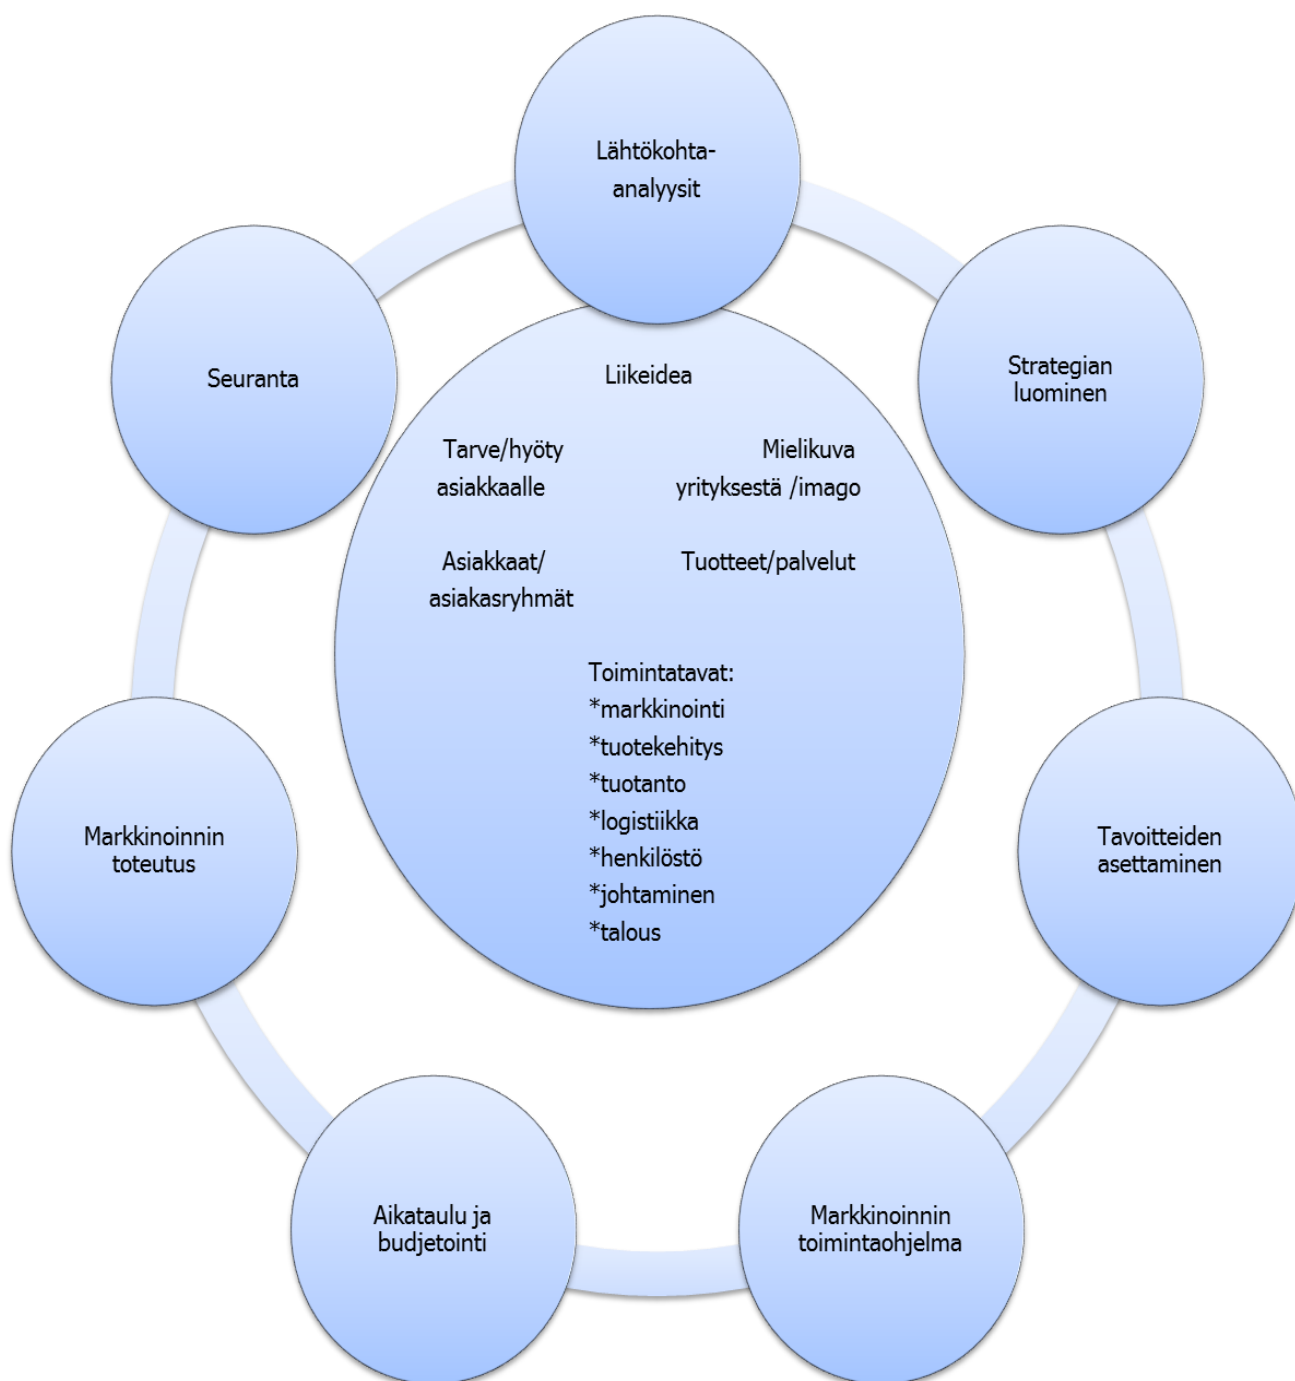 Lähtökohta-
analyysit
Strategian
luominen
Tavoitteiden
asettaminen
Markkinoinnin
toimintaohjelma
Aikataulu ja
budjetointi
Markkinoinnin
toteutus
Seuranta
Liikeidea
Tarve/hyöty
asiakkaalle
Mielikuva
yrityksestä /imago
Asiakkaat/
asiakasryhmät
Tuotteet/palvelut
Toimintatavat:
*markkinointi
*tuotekehitys
*tuotanto
*logistiikka
*henkilöstö
*johtaminen
*talous